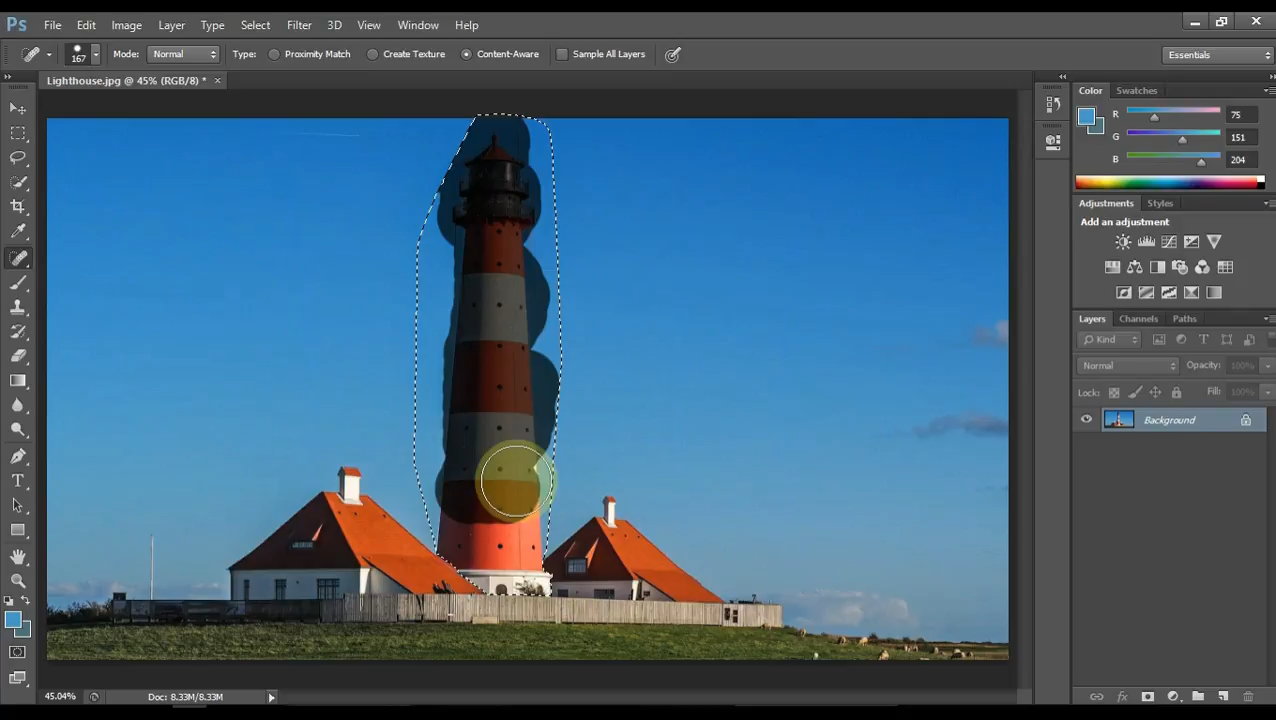 Ps File Edit Image Layer Type Select Filter 3D View Window Help
167 Mode: Normal Type: Proximity Match Create Texture Content-Aware Sample All Layers Essentials
Lighthouse.jpg @ 45% (RGB/8) * ×
Color Swatches
R 75
G 151
B 204
Adjustments Styles
Add an adjustment
Layers Channels Paths
Kind
Normal Opacity: 100%
Lock: Fill: 100%
Background
45.04% Doc: 8.33M/8.33M